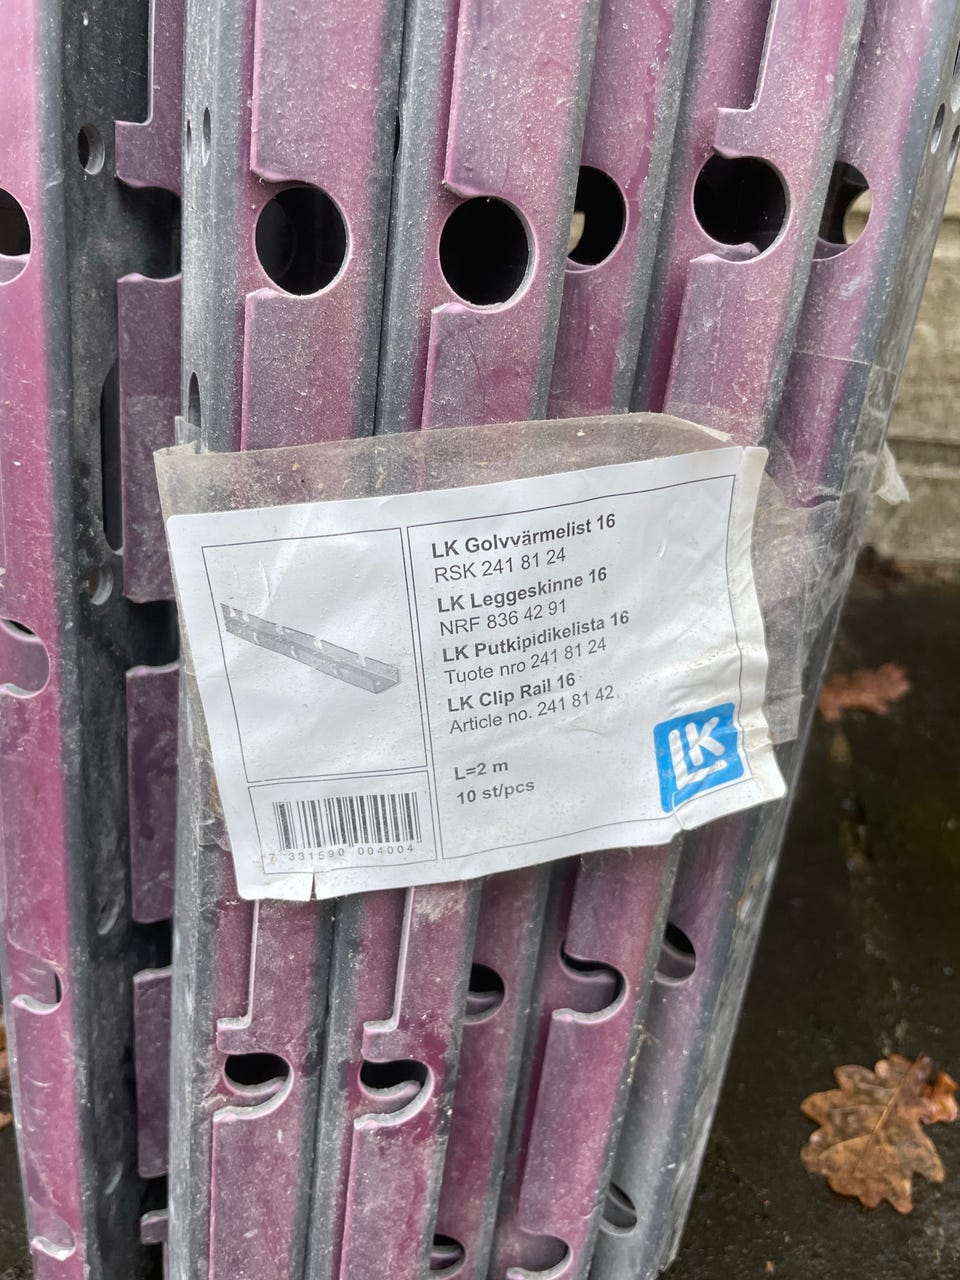 LK Golvvärmelist 16
RSK 241 81 24
LK Leggeskinne 16
NRF 836 42 91
LK Putkipidikelista 16
Tuote nro 241 81 24
LK Clip Rail 16
Article no. 241 81 42
L=2 m
10 st/pcs
LK
7 331590 004004